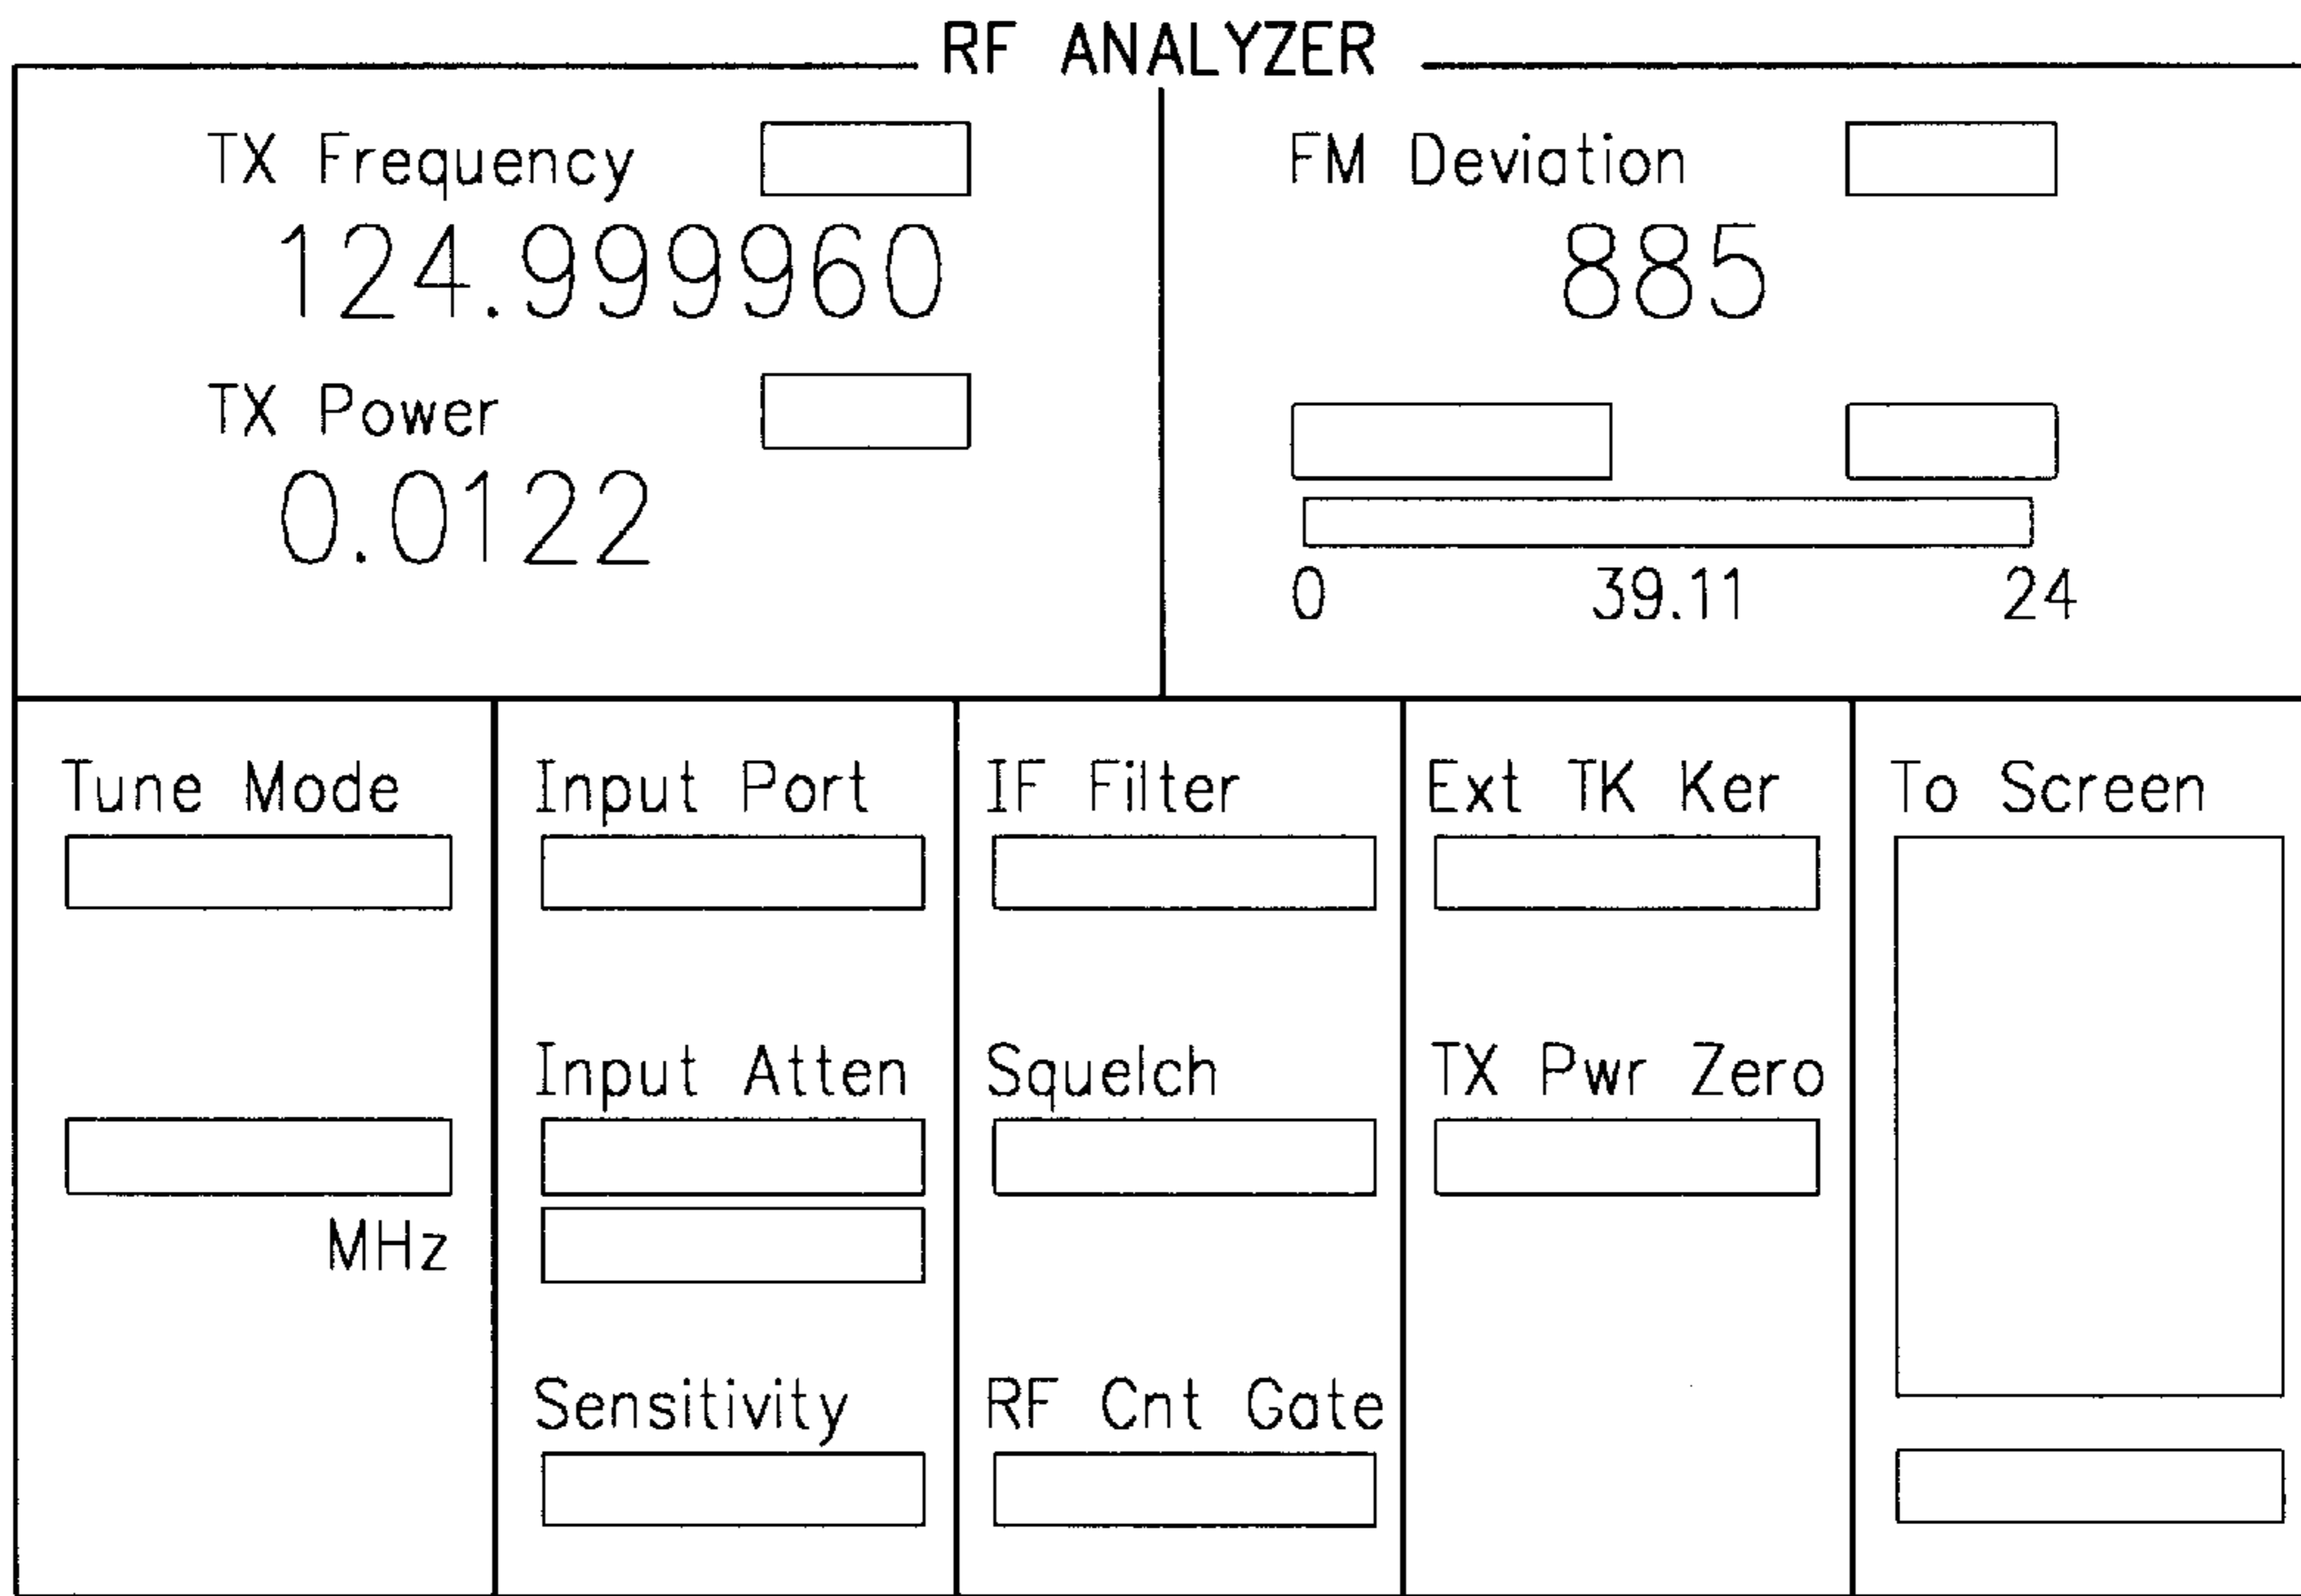 RF ANALYZER
TX Frequency
124.999960
TX Power
0.0122
FM Deviation
885
0 39.11 24
Tune Mode
MHz
Input Port
Input Atten
Sensitivity
IF Filter
Squelch
RF Cnt Gate
Ext TK Ker
TX Pwr Zero
To Screen